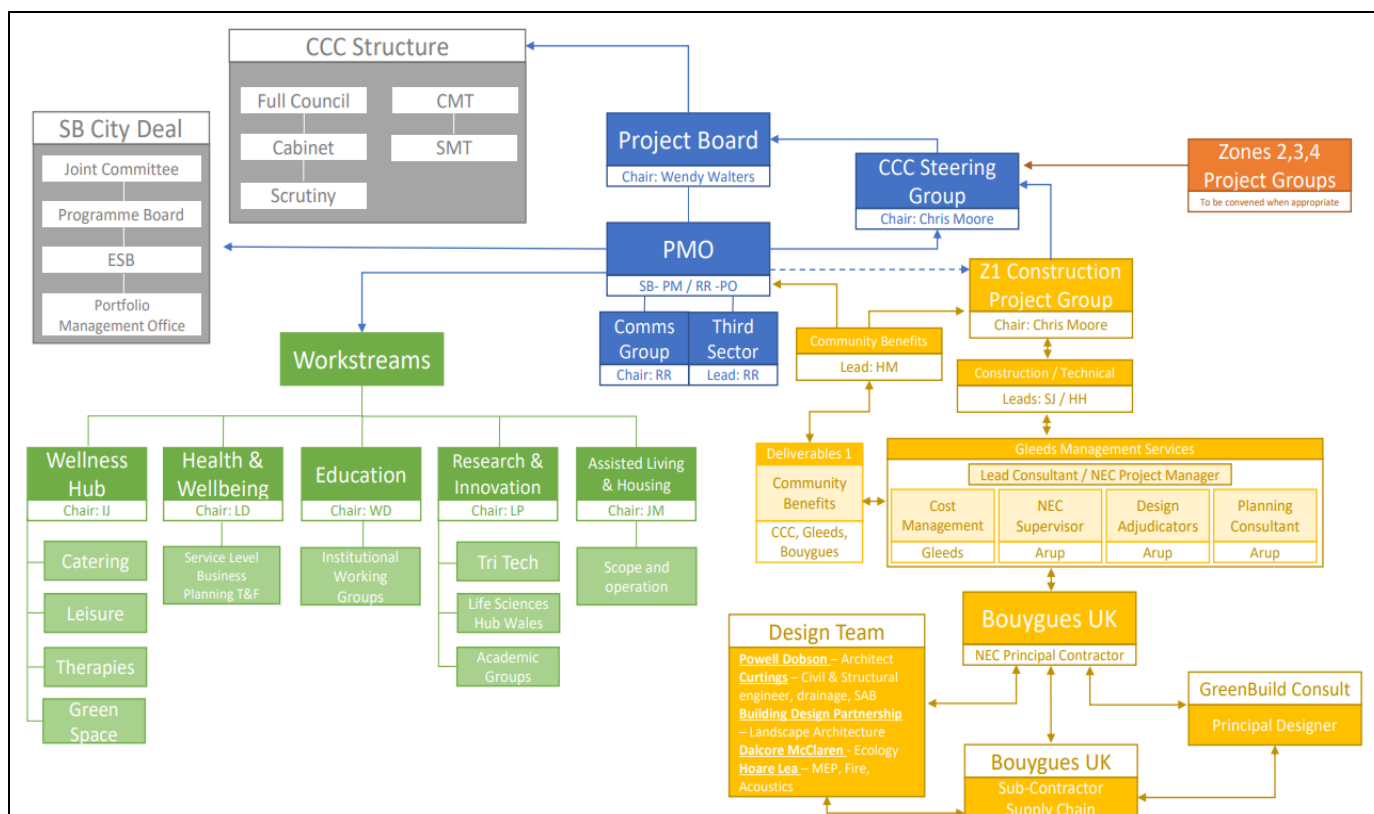 CCC Structure
Full Council
CMT
Cabinet
SMT
Scrutiny
SB City Deal
Joint Committee
Programme Board
ESB
Portfolio
Management Office
Project Board
Chair: Wendy Walters
CCC Steering
Group
Chair: Chris Moore
Zones 2,3,4
Project Groups
To be convened when appropriate
PMO
SB- PM / RR -PO
Comms
Group
Chair: RR
Third
Sector
Lead: RR
Z1 Construction
Project Group
Chair: Chris Moore
Community Benefits
Lead: HM
Construction / Technical
Leads: SJ / HH
Workstreams
Wellness
Hub
Chair: IJ
Catering
Leisure
Therapies
Green
Space
Health &
Wellbeing
Chair: LD
Service Level
Business
Planning T&F
Education
Chair: WD
Institutional
Working
Groups
Research &
Innovation
Chair: LP
Tri Tech
Life Sciences
Hub Wales
Academic
Groups
Assisted Living
& Housing
Chair: JM
Scope and
operation
Deliverables 1
Community
Benefits
CCC, Gleeds,
Bouygues
Gleeds Management Services
Lead Consultant / NEC Project Manager
Cost
Management
Gleeds
NEC
Supervisor
Arup
Design
Adjudicators
Arup
Planning
Consultant
Arup
Bouygues UK
NEC Principal Contractor
Design Team
Powell Dobson – Architect
Curtings – Civil & Structural
engineer, drainage, SAB
Building Design Partnership
– Landscape Architecture
Dalcore McClaren - Ecology
Hoare Lea – MEP, Fire,
Acoustics
GreenBuild Consult
Principal Designer
Bouygues UK
Sub-Contractor
Supply Chain